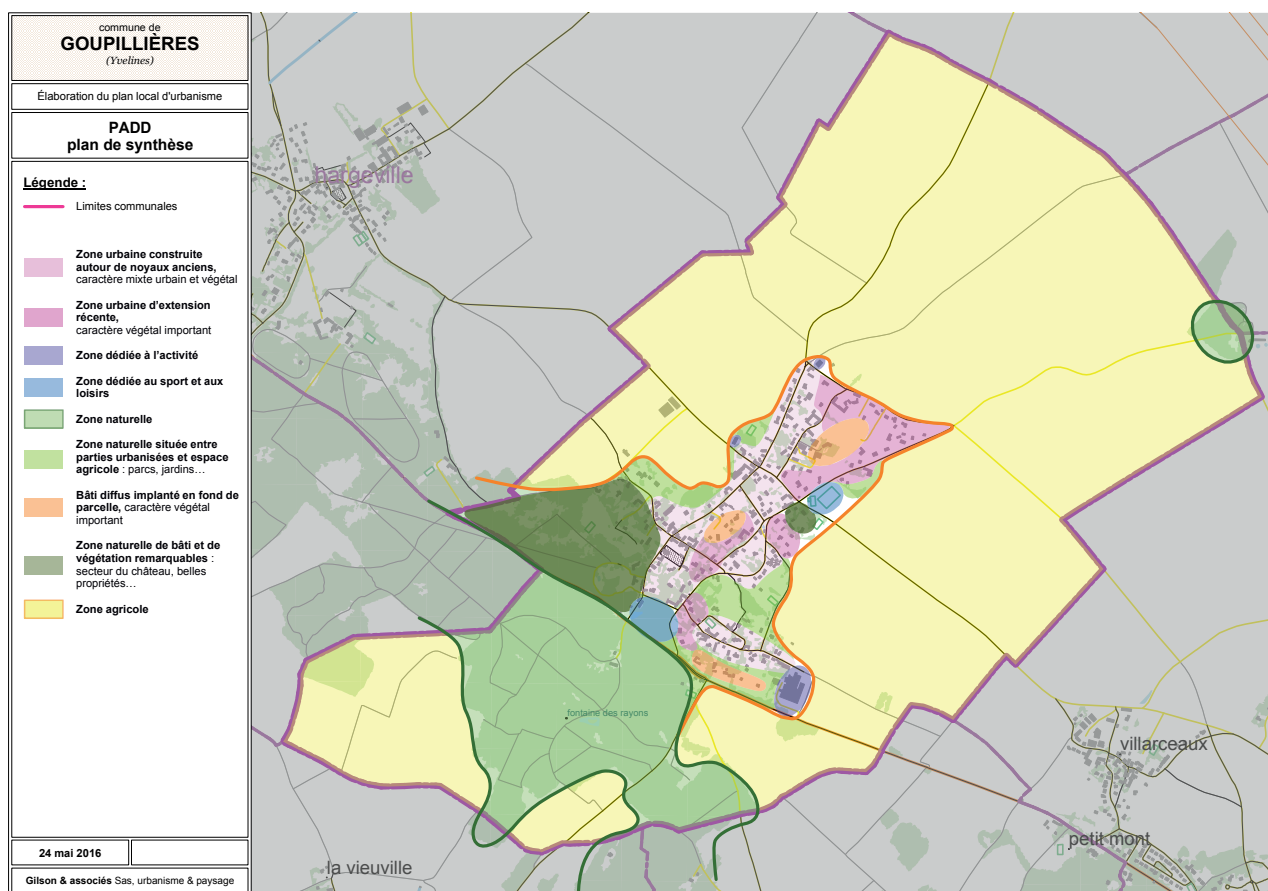 commune de
GOUPILLIÈRES
(Yvelines)
Élaboration du plan local d'urbanisme
PADD
plan de synthèse
Légende :
Limites communales
Zone urbaine construite
autour de noyaux anciens,
caractère mixte urbain et végétal
Zone urbaine d'extension
récente,
caractère végétal important
Zone dédiée à l'activité
Zone dédiée au sport et aux
loisirs
Zone naturelle
Zone naturelle située entre
parties urbanisées et espace
agricole : parcs, jardins…
Bâti diffus implanté en fond de
parcelle, caractère végétal
important
Zone naturelle de bâti et de
végétation remarquables :
secteur du château, belles
propriétés…
Zone agricole
24 mai 2016
Gilson & associés Sas, urbanisme & paysage
hargeville
fontaine des rayons
villarceaux
petit mont
la vieuville